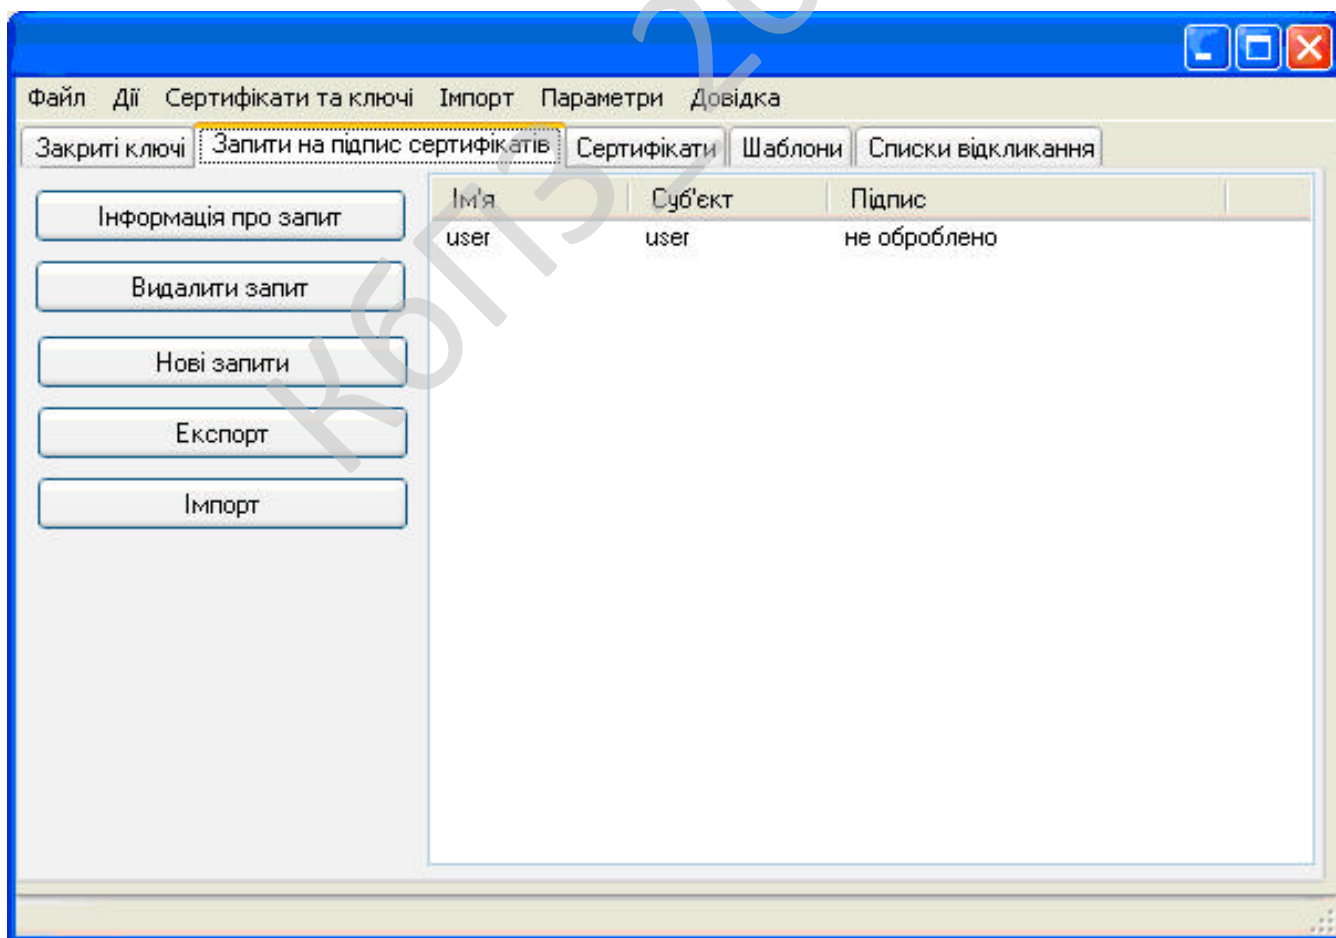 Файл Дії Сертифікати та ключі Імпорт Параметри Довідка
Закриті ключі Запити на підпис сертифікатів Сертифікати Шаблони Списки відкликання
Інформація про запит
Видалити запит
Нові запити
Експорт
Імпорт
Ім'я Суб'єкт Підпис
user user не оброблено